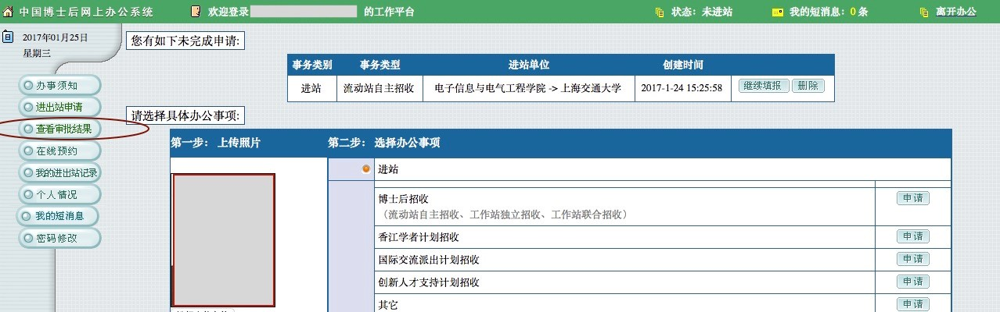 中国博士后网上办公系统 欢迎登录 的工作平台 状态：未进站 我的短消息：0 条 离开办公
2017年01月25日
星期三
您有如下未完成申请:
事务类别 事务类型 进站单位 创建时间
进站 流动站自主招收 电子信息与电气工程学院 -> 上海交通大学 2017-1-24 15:25:58 继续填报 删除
办事须知
进出站申请
查看审批结果
在线预约
我的进出站记录
个人情况
我的短消息
密码修改
请选择具体办公事项:
第一步： 上传照片 第二步： 选择办公事项
进站
博士后招收 申请
（流动站自主招收、工作站独立招收、工作站联合招收）
香江学者计划招收 申请
国际交流派出计划招收 申请
创新人才支持计划招收 申请
其它 申请